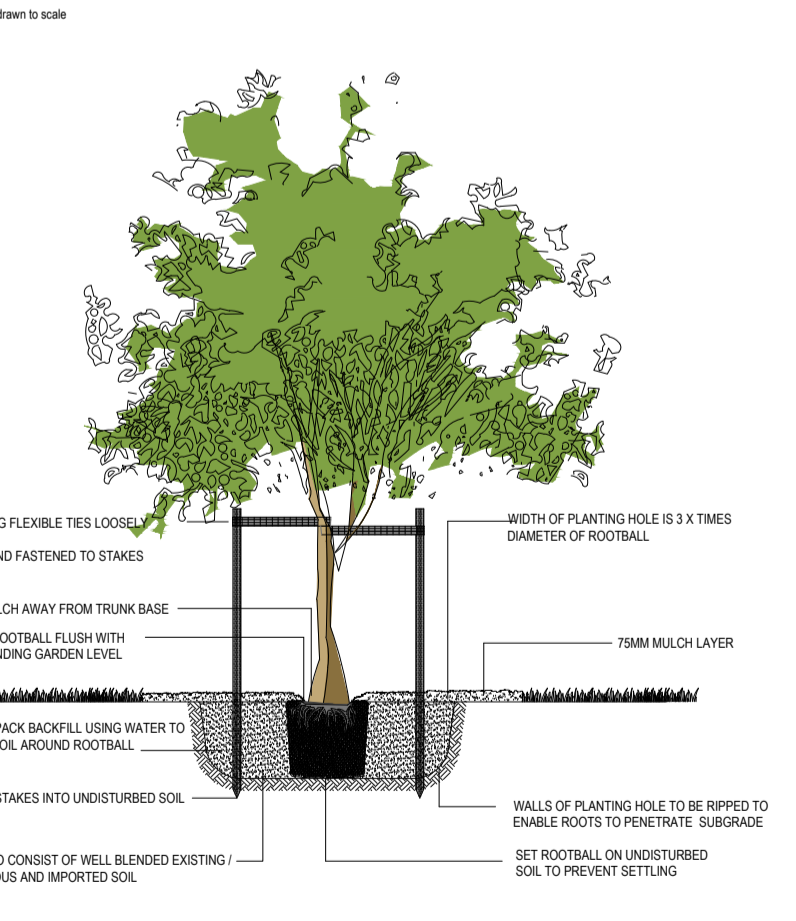 drawn to scale
G FLEXIBLE TIES LOOSELY
ND FASTENED TO STAKES
LCH AWAY FROM TRUNK BASE
OOTBALL FLUSH WITH
NDING GARDEN LEVEL
PACK BACKFILL USING WATER TO
OIL AROUND ROOTBALL
STAKES INTO UNDISTURBED SOIL
O CONSIST OF WELL BLENDED EXISTING /
OUS AND IMPORTED SOIL
WIDTH OF PLANTING HOLE IS 3 X TIMES
DIAMETER OF ROOTBALL
75MM MULCH LAYER
WALLS OF PLANTING HOLE TO BE RIPPED TO
ENABLE ROOTS TO PENETRATE SUBGRADE
SET ROOTBALL ON UNDISTURBED
SOIL TO PREVENT SETTLING